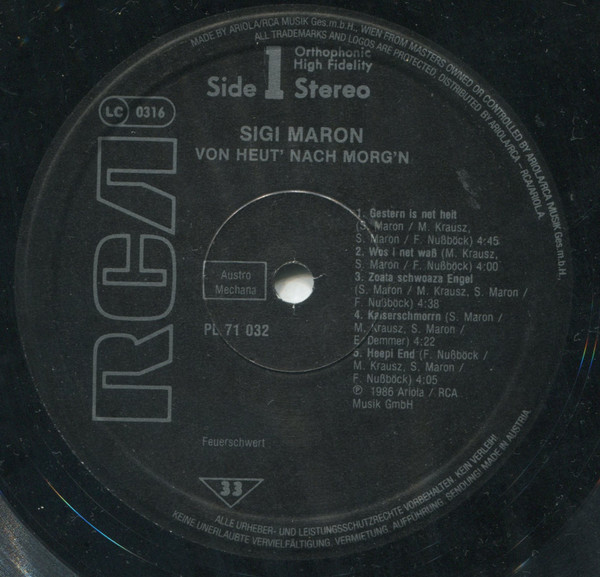 MADE BY ARIOLA/RCA MUSIK Ges.m.b.H., WIEN FROM MASTERS OWNED OR CONTROLLED BY ARIOLA/RCA MUSIK Ges.m.b.H.
ALL TRADEMARKS AND LOGOS ARE PROTECTED. DISTRIBUTED BY ARIOLA/RCA – RCA/ARIOLA.
Side 1
Orthophonic
High Fidelity
Stereo
LC 0316
RCA
SIGI MARON
VON HEUT' NACH MORG'N
1. Gestern is net heit
(S. Maron / M. Krausz,
S. Maron / F. Nußböck) 4:45
2. Wos i net waß (M. Krausz,
S. Maron / F. Nußböck) 4:00
3. Zoata schwoaza Engel
(S. Maron / M. Krausz, S. Maron /
F. Nußböck) 4:38
4. Kaiserschmorrn (S. Maron /
M. Krausz, S. Maron /
E. Demmer) 4:22
5. Heepi End (F. Nußböck /
M. Krausz, S. Maron /
F. Nußböck) 4:05
℗ 1986 Ariola / RCA
Musik GmbH
Austro
Mechana
PL 71 032
Feuerschwert
33
ALLE URHEBER- UND LEISTUNGSSCHUTZRECHTE VORBEHALTEN. KEIN VERLEIH!
KEINE UNERLAUBTE VERVIELFÄLTIGUNG. VERMIETUNG. AUFFÜHRUNG. SENDUNG! MADE IN AUSTRIA